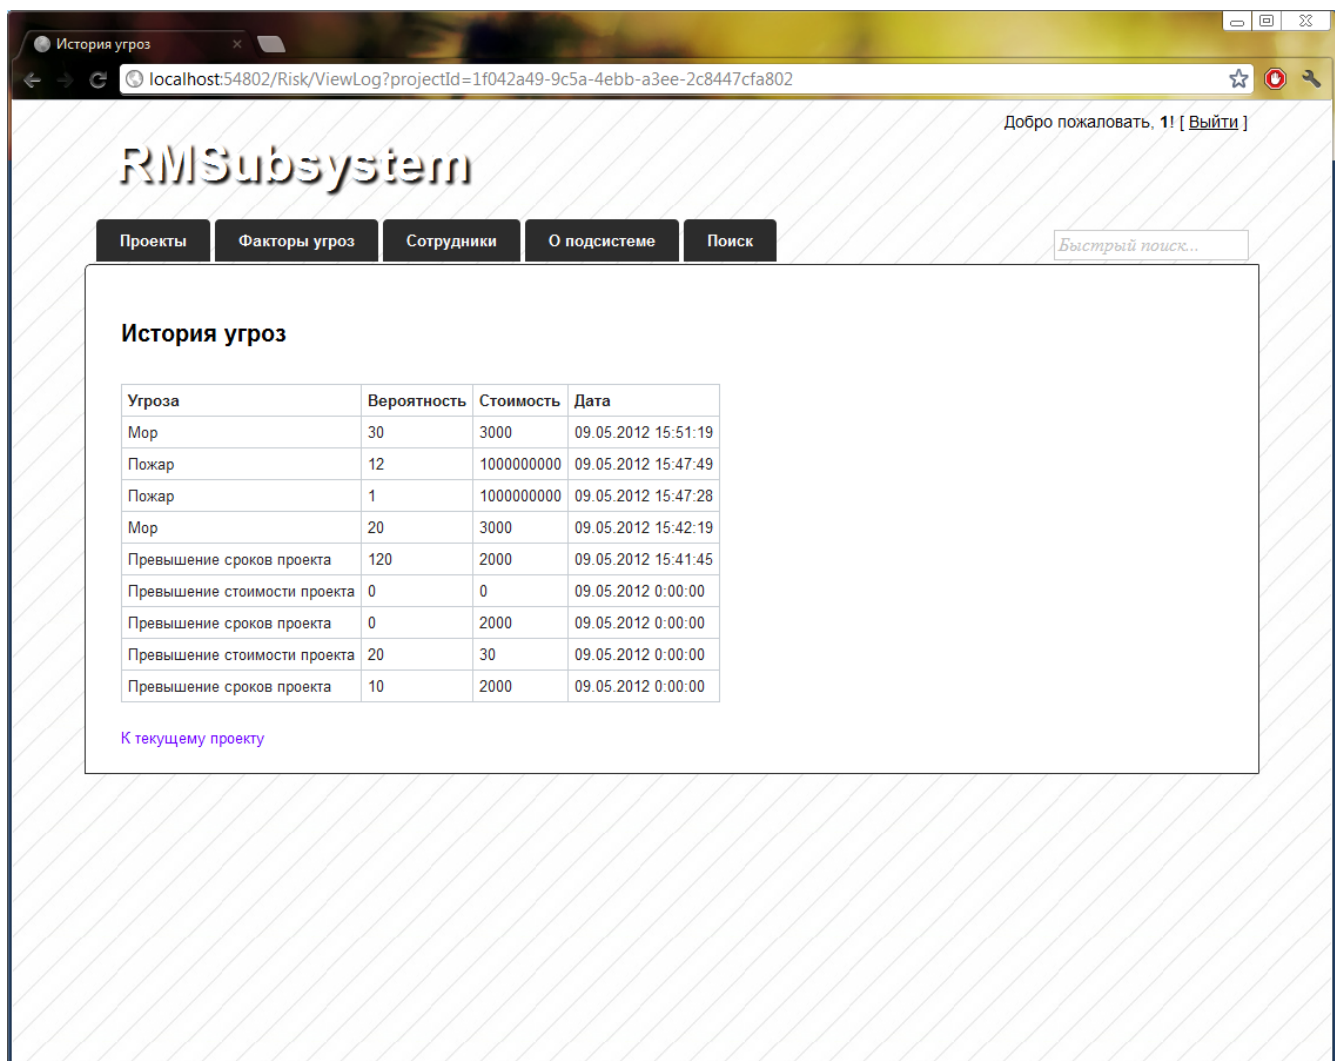 История угроз
localhost:54802/Risk/ViewLog?projectId=1f042a49-9c5a-4ebb-a3ee-2c8447cfa802
Добро пожаловать, 1! [ Выйти ]
RMSubsystem
Проекты Факторы угроз Сотрудники О подсистеме Поиск Быстрый поиск...
История угроз
Угроза Вероятность Стоимость Дата
Мор 30 3000 09.05.2012 15:51:19
Пожар 12 1000000000 09.05.2012 15:47:49
Пожар 1 1000000000 09.05.2012 15:47:28
Мор 20 3000 09.05.2012 15:42:19
Превышение сроков проекта 120 2000 09.05.2012 15:41:45
Превышение стоимости проекта 0 0 09.05.2012 0:00:00
Превышение сроков проекта 0 2000 09.05.2012 0:00:00
Превышение стоимости проекта 20 30 09.05.2012 0:00:00
Превышение сроков проекта 10 2000 09.05.2012 0:00:00
К текущему проекту